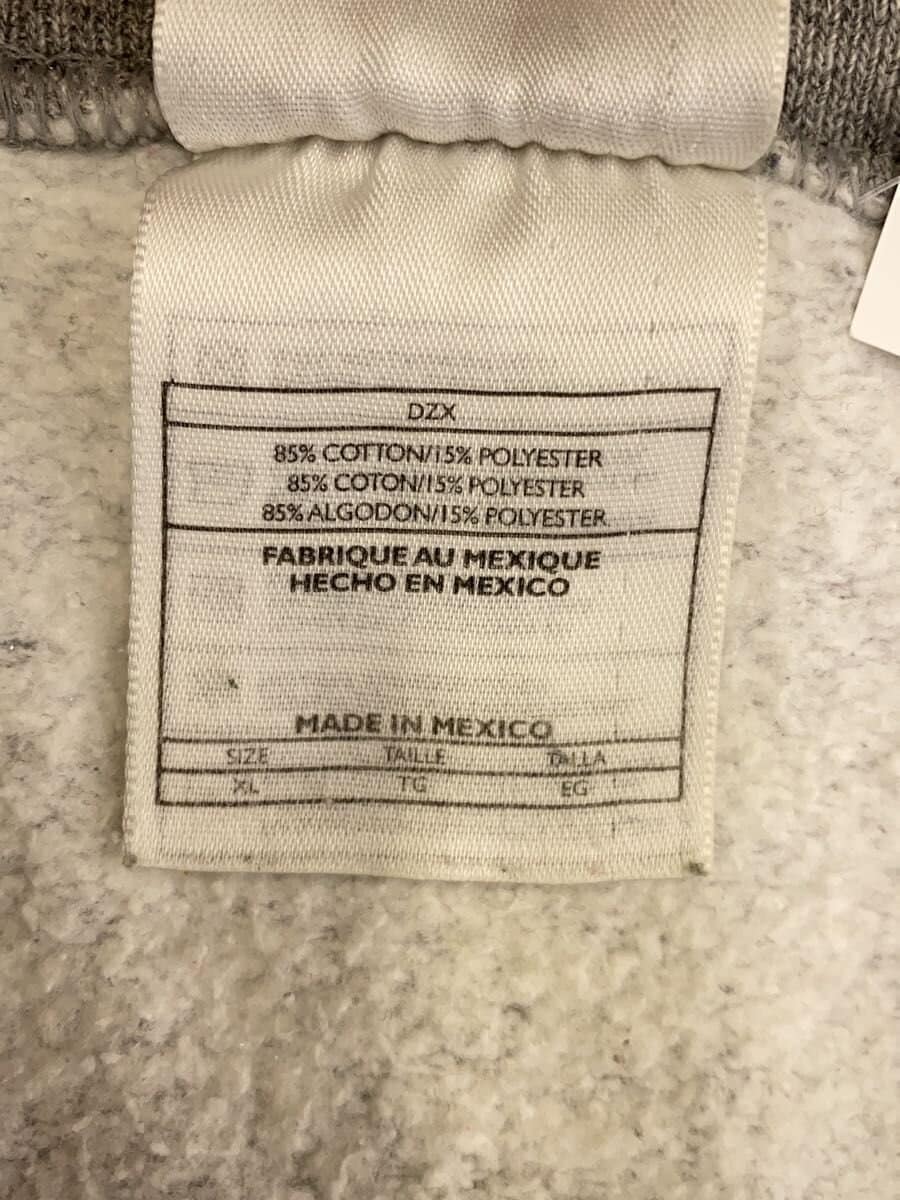 DZX
85% COTTON/15% POLYESTER
85% COTON/15% POLYESTER
85% ALGODON/15% POLYESTER
FABRIQUE AU MEXIQUE
HECHO EN MEXICO
MADE IN MEXICO
SIZE TAILLE TALLA
XL TG EG